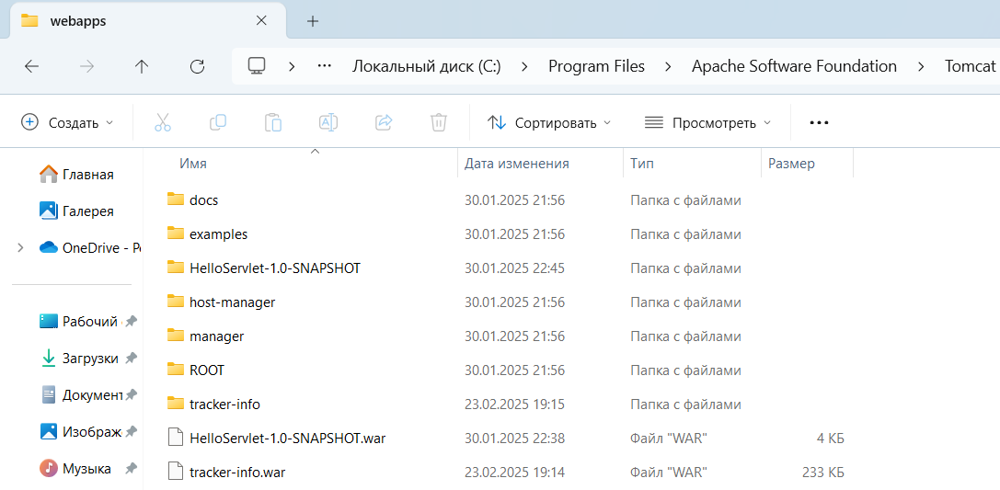 webapps
Локальный диск (C:) Program Files Apache Software Foundation Tomcat
Создать Сортировать Просмотреть
Имя Дата изменения Тип Размер
Главная
Галерея
OneDrive -
Рабочий
Загрузки
Документ
Изображ
Музыка
docs 30.01.2025 21:56 Папка с файлами
examples 30.01.2025 21:56 Папка с файлами
HelloServlet-1.0-SNAPSHOT 30.01.2025 22:45 Папка с файлами
host-manager 30.01.2025 21:56 Папка с файлами
manager 30.01.2025 21:56 Папка с файлами
ROOT 30.01.2025 21:56 Папка с файлами
tracker-info 23.02.2025 19:15 Папка с файлами
HelloServlet-1.0-SNAPSHOT.war 30.01.2025 22:38 Файл "WAR" 4 КБ
tracker-info.war 23.02.2025 19:14 Файл "WAR" 233 КБ